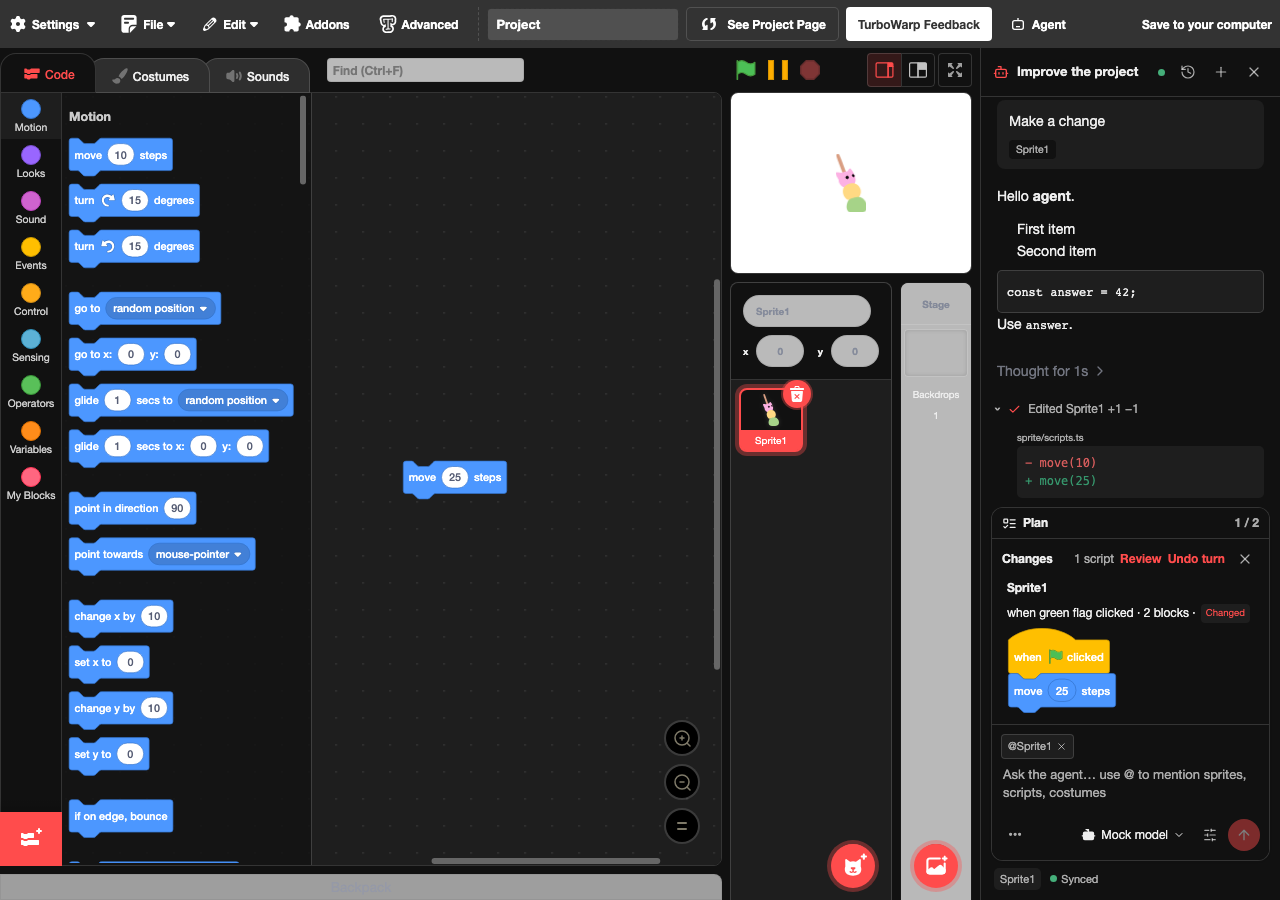 Settings
File
Edit
Addons
Advanced
Project
See Project Page
TurboWarp Feedback
Agent
Save to your computer
Code
Costumes
Sounds
Find (Ctrl+F)
Motion
Looks
Sound
Events
Control
Sensing
Operators
Variables
My Blocks
Motion
move 10 steps
turn 15 degrees
turn 15 degrees
go to random position
go to x: 0 y: 0
glide 1 secs to random position
glide 1 secs to x: 0 y: 0
point in direction 90
point towards mouse-pointer
change x by 10
set x to 0
change y by 10
set y to 0
if on edge, bounce
move 25 steps
Backpack
Sprite1
x 0 y 0
Sprite1
Stage
Backdrops
1
Improve the project
Make a change
Sprite1
Hello agent.
First item
Second item
const answer = 42;
Use answer.
Thought for 1s
Edited Sprite1 +1 −1
sprite/scripts.ts
− move(10)
+ move(25)
Plan 1 / 2
Changes 1 script Review Undo turn
Sprite1
when green flag clicked · 2 blocks · Changed
when clicked
move 25 steps
@Sprite1
Ask the agent… use @ to mention sprites,
scripts, costumes
Mock model
Sprite1 Synced